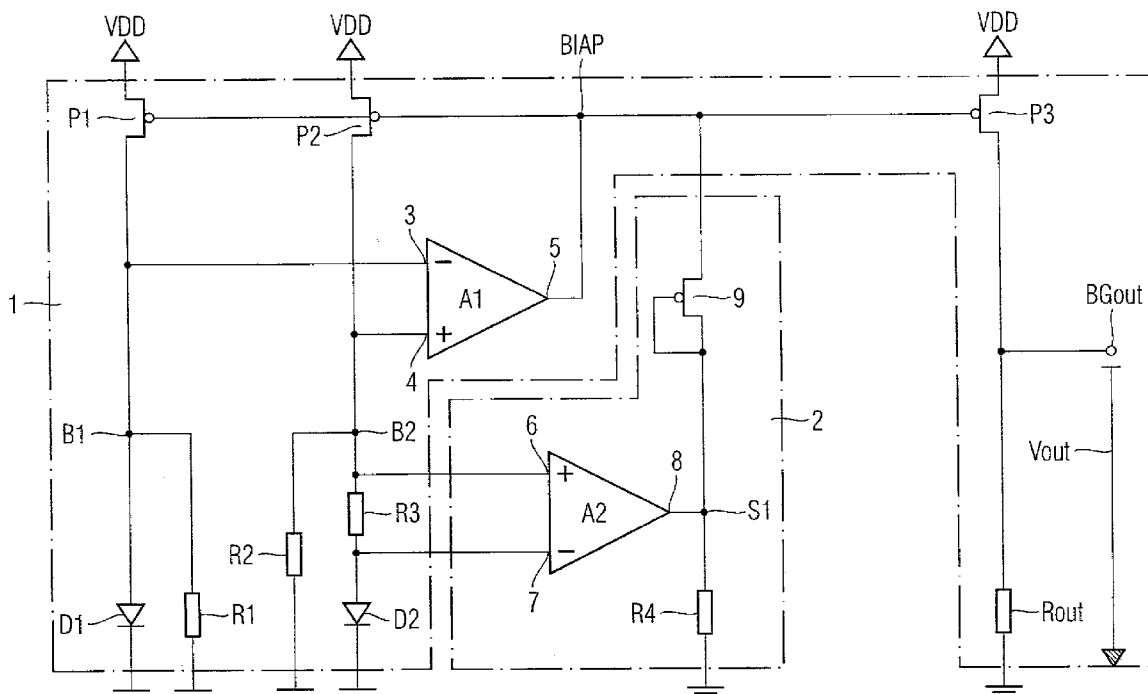 VDD
VDD
BIAP
VDD
P1
P2
P3
3
−
5
1
A1
9
BGout
+
4
B1
B2
6
2
Vout
+
8
R3
A2
S1
R2
−
7
D1
R1
D2
R4
Rout